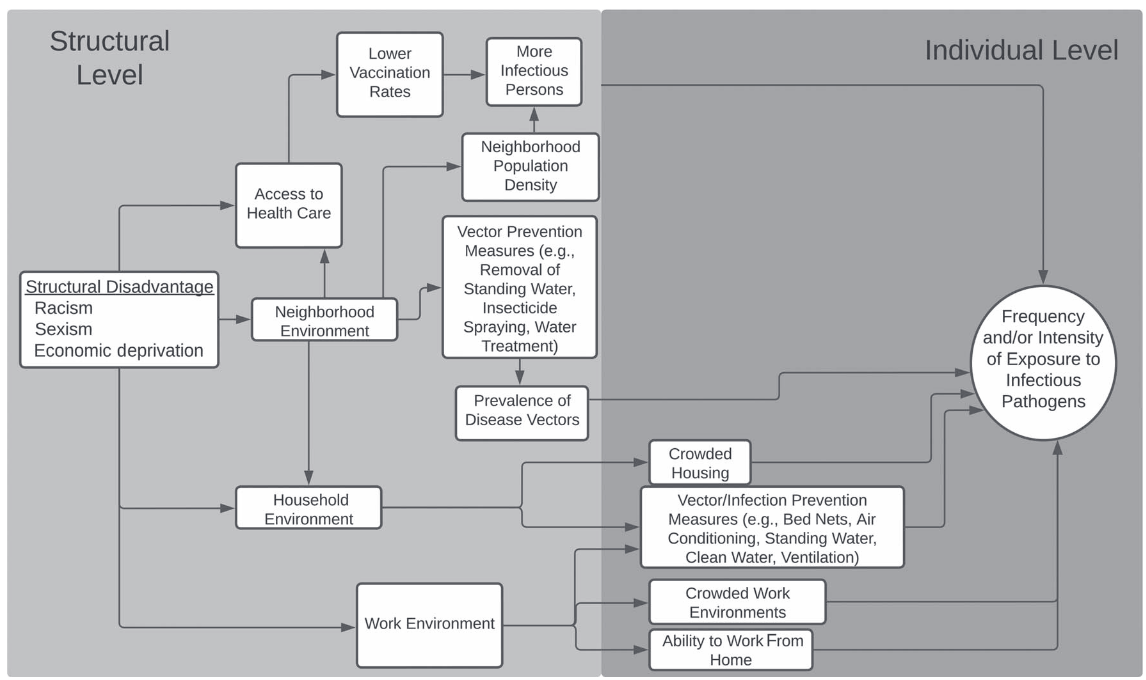 Structural
Level
Individual Level
Lower
Vaccination
Rates
More
Infectious
Persons
Neighborhood
Population
Density
Access to
Health Care
Vector Prevention
Measures (e.g.,
Removal of
Standing Water,
Insecticide
Spraying, Water
Treatment)
Structural Disadvantage
Racism
Sexism
Economic deprivation
Neighborhood
Environment
Frequency
and/or Intensity
of Exposure to
Infectious
Pathogens
Prevalence of
Disease Vectors
Crowded
Housing
Household
Environment
Vector/Infection Prevention
Measures (e.g., Bed Nets, Air
Conditioning, Standing Water,
Clean Water, Ventilation)
Work Environment
Crowded Work
Environments
Ability to Work From
Home